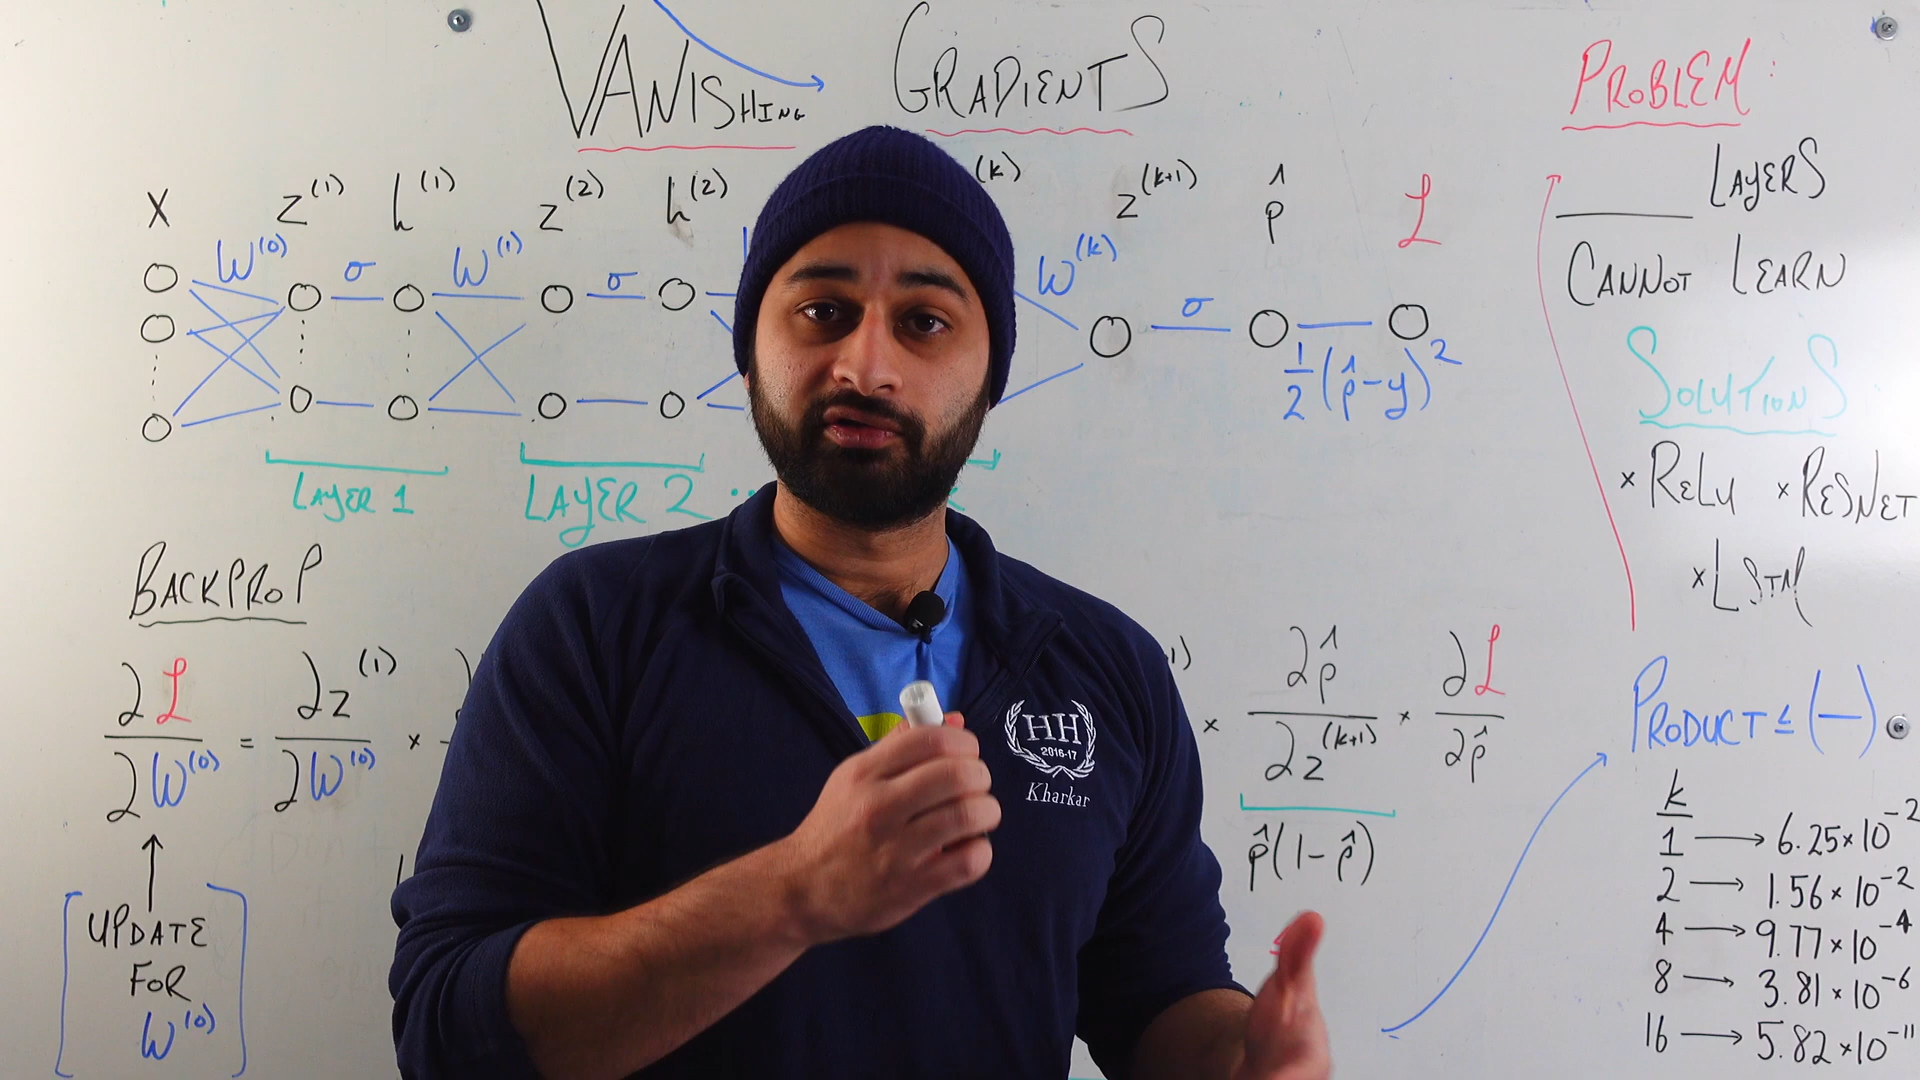 VANISHING GRADIENTS
X z^(1) h^(1) z^(2) h^(2) (k) z^(k+1) p̂ L
W^(0) σ W^(1) σ W^(k) σ
1/2 (p̂-y)^2
LAYER 1 LAYER 2 ...
BACKPROP
∂L/∂W^(0) = ∂z^(1)/∂W^(0) ×
× ∂p̂/∂z^(k+1) × ∂L/∂p̂
p̂(1-p̂)
[UPDATE
FOR
W^(0)]
HH
2016-17
Kharkar
PROBLEM:
____ LAYERS
CANNOT LEARN
SOLUTIONS
× RELU × RESNET
× LSTM
PRODUCT ≤ (—)
k
1 → 6.25×10^-2
2 → 1.56×10^-2
4 → 9.77×10^-4
8 → 3.81×10^-6
16 → 5.82×10^-11